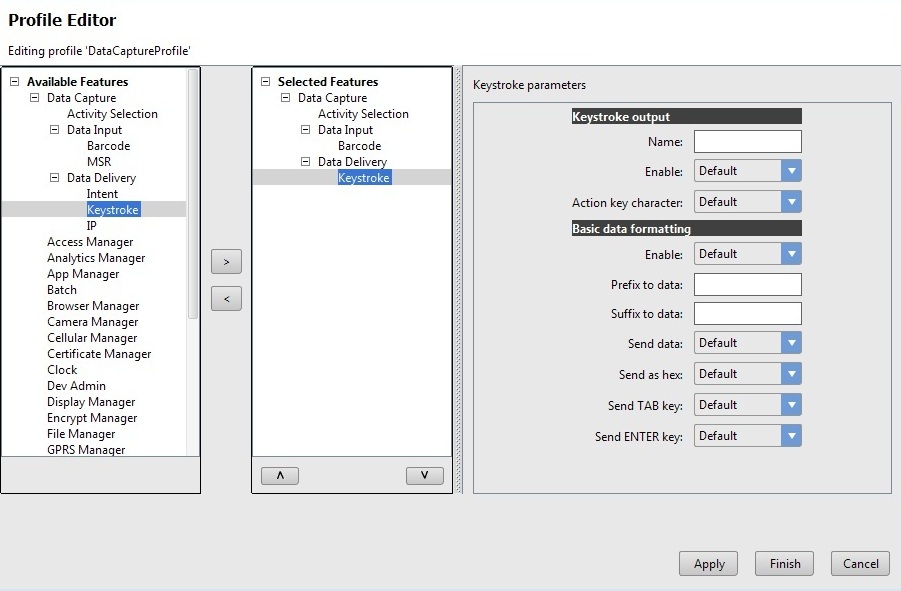 Profile Editor
Editing profile 'DataCaptureProfile'
Available Features
Data Capture
Activity Selection
Data Input
Barcode
MSR
Data Delivery
Intent
Keystroke
IP
Access Manager
Analytics Manager
App Manager
Batch
Browser Manager
Camera Manager
Cellular Manager
Certificate Manager
Clock
Dev Admin
Display Manager
Encrypt Manager
File Manager
GPRS Manager
>
<
Selected Features
Data Capture
Activity Selection
Data Input
Barcode
Data Delivery
Keystroke
Keystroke parameters
Keystroke output
Name:
Enable: Default
Action key character: Default
Basic data formatting
Enable: Default
Prefix to data:
Suffix to data:
Send data: Default
Send as hex: Default
Send TAB key: Default
Send ENTER key: Default
Apply Finish Cancel